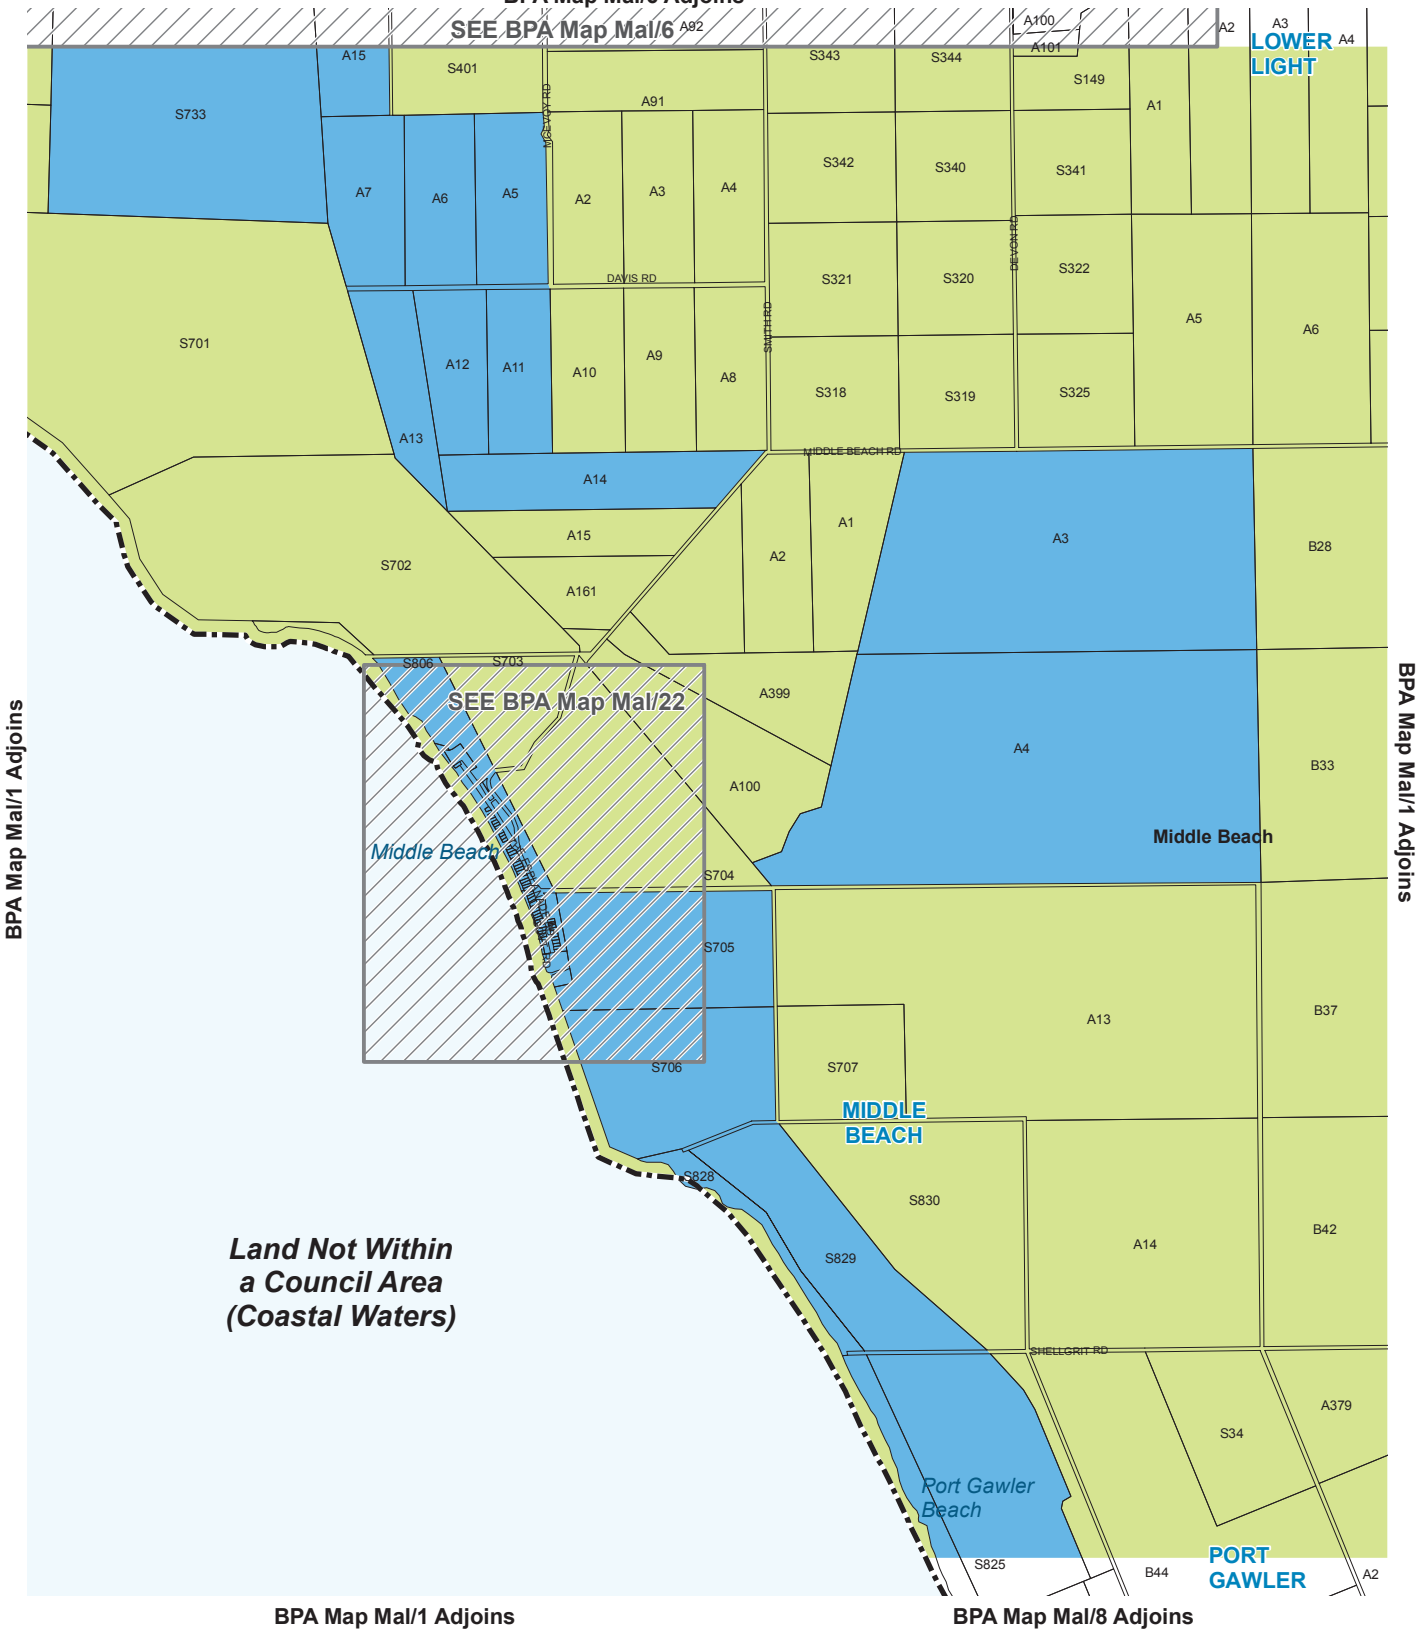 BPA Map Mal/6 Adjoins
SEE BPA Map Mal/6
A92
A100
A101
A2
A3
A4
LOWER
LIGHT
A15
S401
S343
S344
S149
S733
A91
A1
MCEVOY RD
A7
A6
A5
A2
A3
A4
S342
S340
S341
DEVON RD
DAVIS RD
S321
S320
S322
A5
A6
SMITH RD
S701
A12
A11
A10
A9
A8
S318
S319
S325
A13
MIDDLE BEACH RD
A14
A15
A2
A1
A3
B28
S702
A161
S806
S703
SEE BPA Map Mal/22
A399
A4
B33
A100
Middle Beach
Middle Beach
S704
BPA Map Mal/1 Adjoins
BPA Map Mal/1 Adjoins
S705
A13
B37
S706
S707
MIDDLE
BEACH
S828
S830
A14
B42
S829
Land Not Within
a Council Area
(Coastal Waters)
SHELLGRIT RD
S34
A379
Port Gawler
Beach
S825
B44
PORT
GAWLER
A2
BPA Map Mal/1 Adjoins
BPA Map Mal/8 Adjoins